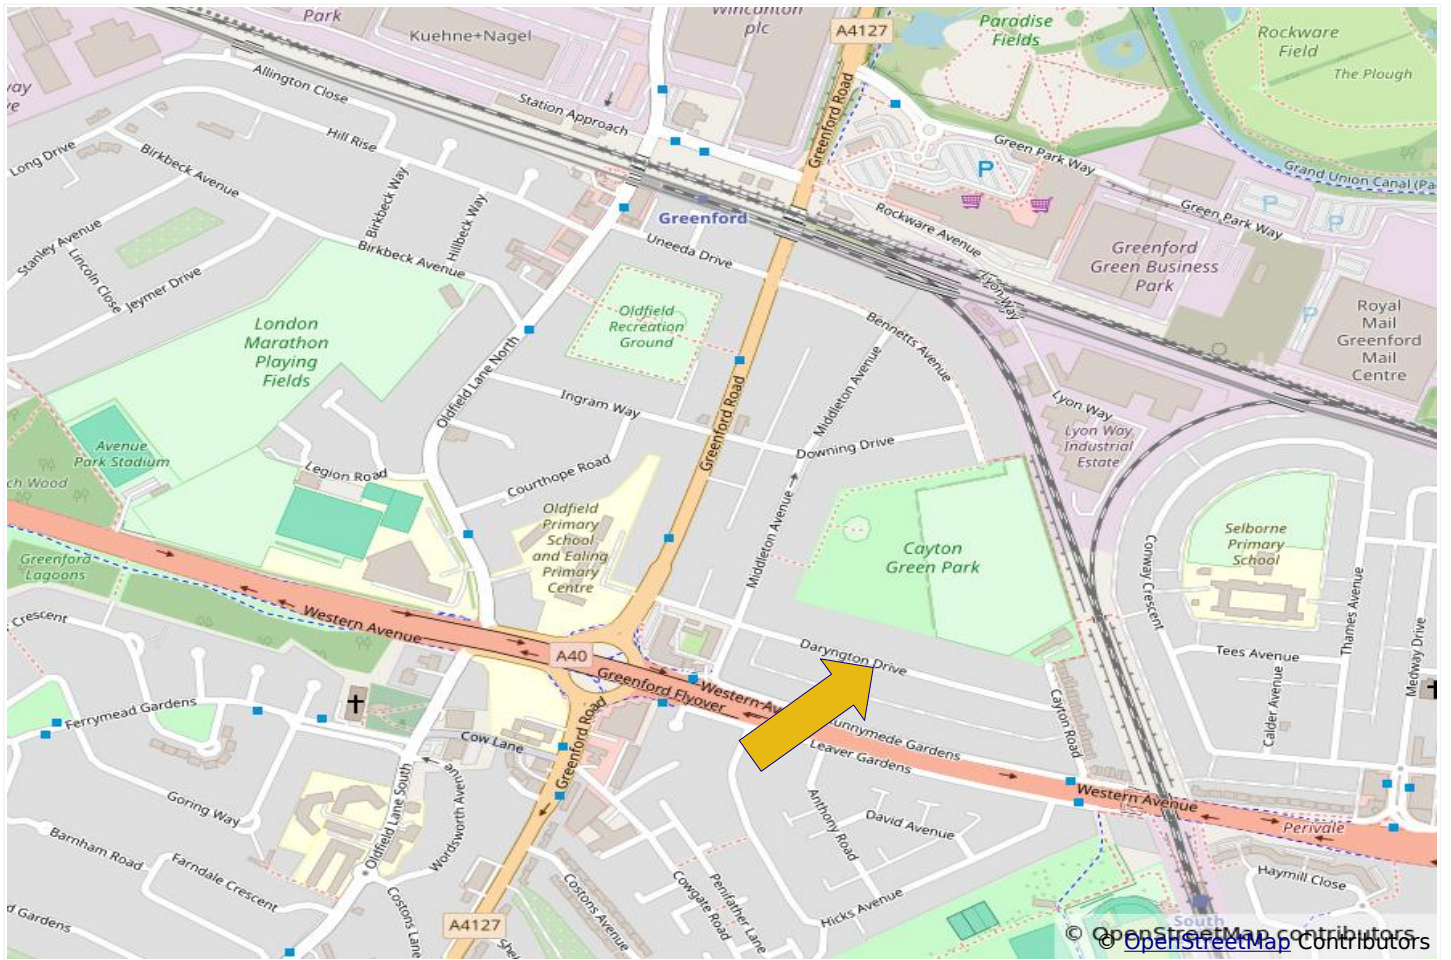 Park
Kuehne+Nagel
Wincanton
plc
A4127
Paradise
Fields
Rockware
Field
The Plough
Allington Close
Station Approach
Greenford Road
Hill Rise
Long Drive
Birkbeck Avenue
Birkbeck Way
Hillbeck Way
Green Park Way
P
Grand Union Canal (Pa
Greenford
Rockware Avenue
Green Park Way
P
P
Stanley Avenue
Lincoln Close
Jeymer Drive
Birkbeck Avenue
Uneeda Drive
Greenford
Green Business
Park
Lyon Way
P
Royal
Mail
Greenford
Mail
Centre
London
Marathon
Playing
Fields
Oldfield
Recreation
Ground
Bennetts Avenue
Oldfield Lane North
Middleton Avenue
Greenford Road
Ingram Way
Lyon Way
Lyon Way
Industrial
Estate
Avenue
Park Stadium
ch Wood
Legion Road
Courthope Road
Downing Drive
Oldfield
Primary
School
and Ealing
Primary
Centre
Middleton Avenue
Cayton
Green Park
Selborne
Primary
School
Conway Crescent
Greenford
Lagoons
Thames Avenue
Crescent
Western Avenue
A40
Greenford Flyover
Western Av
Daryngton Drive
Tees Avenue
Medway Drive
Calder Avenue
Cayton Road
Ferrymead Gardens
Cow Lane
Greenford Road
unnymede Gardens
Leaver Gardens
Western Avenue
Perivale
Goring Way
Oldfield Lane South
Wordsworth Avenue
Anthony Road
David Avenue
Barnham Road
Farndale Crescent
Haymill Close
Costons Lane
Costons Avenue
Cowgate Road
Penifather Lane
Hicks Avenue
d Gardens
A4127
Shel
South
© OpenStreetMap contributors
© OpenStreetMap Contributors